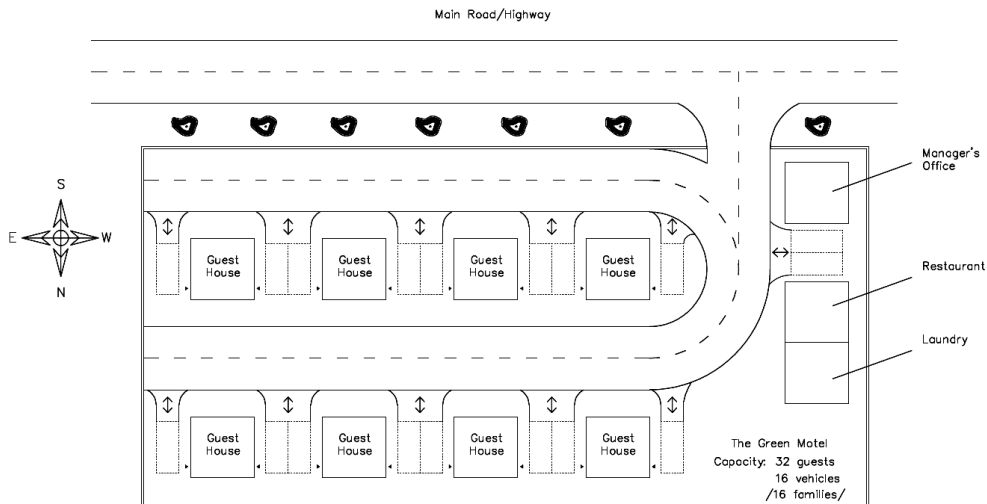 Main Road/Highway
Manager's
Office
S
E W
N
Guest
House
Guest
House
Guest
House
Guest
House
Restaurant
Laundry
Guest
House
Guest
House
Guest
House
Guest
House
The Green Motel
Capacity: 32 guests
16 vehicles
/16 families/